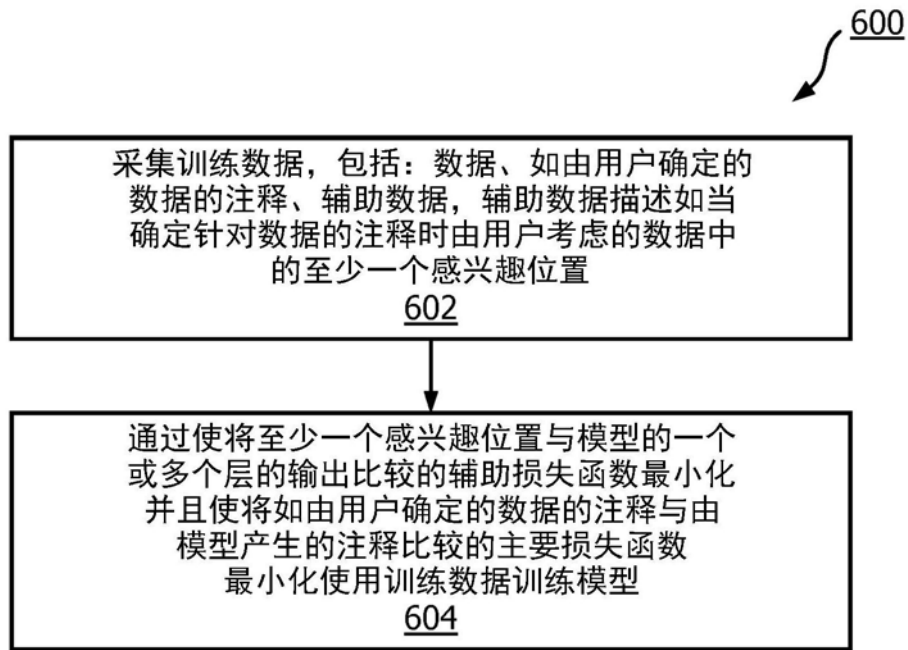 600
采集训练数据，包括：数据、如由用户确定的
数据的注释、辅助数据，辅助数据描述如当
确定针对数据的注释时由用户考虑的数据中
的至少一个感兴趣位置
602
通过使将至少一个感兴趣位置与模型的一个
或多个层的输出比较的辅助损失函数最小化
并且使将如由用户确定的数据的注释与由
模型产生的注释比较的主要损失函数
最小化使用训练数据训练模型
604